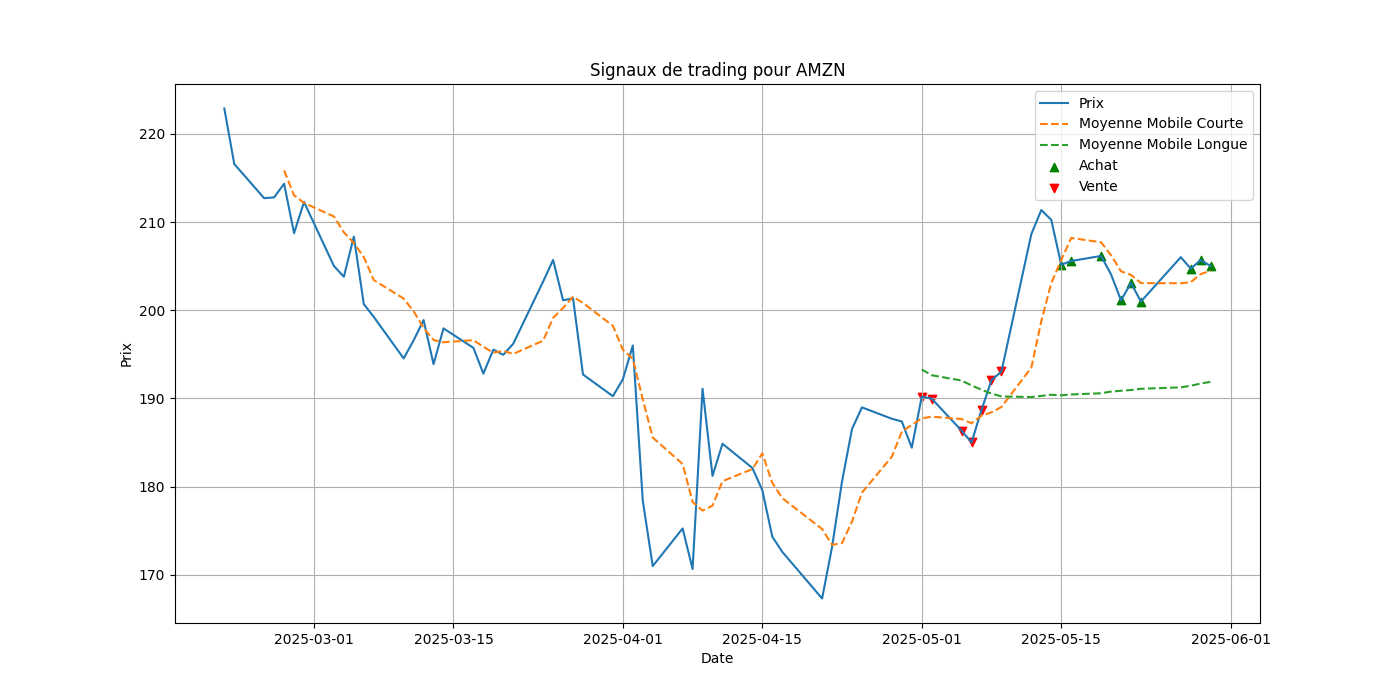 Signaux de trading pour AMZN
Prix
Moyenne Mobile Courte
Moyenne Mobile Longue
Achat
Vente
Prix
220
210
200
190
180
170
2025-03-01
2025-03-15
2025-04-01
2025-04-15
2025-05-01
2025-05-15
2025-06-01
Date